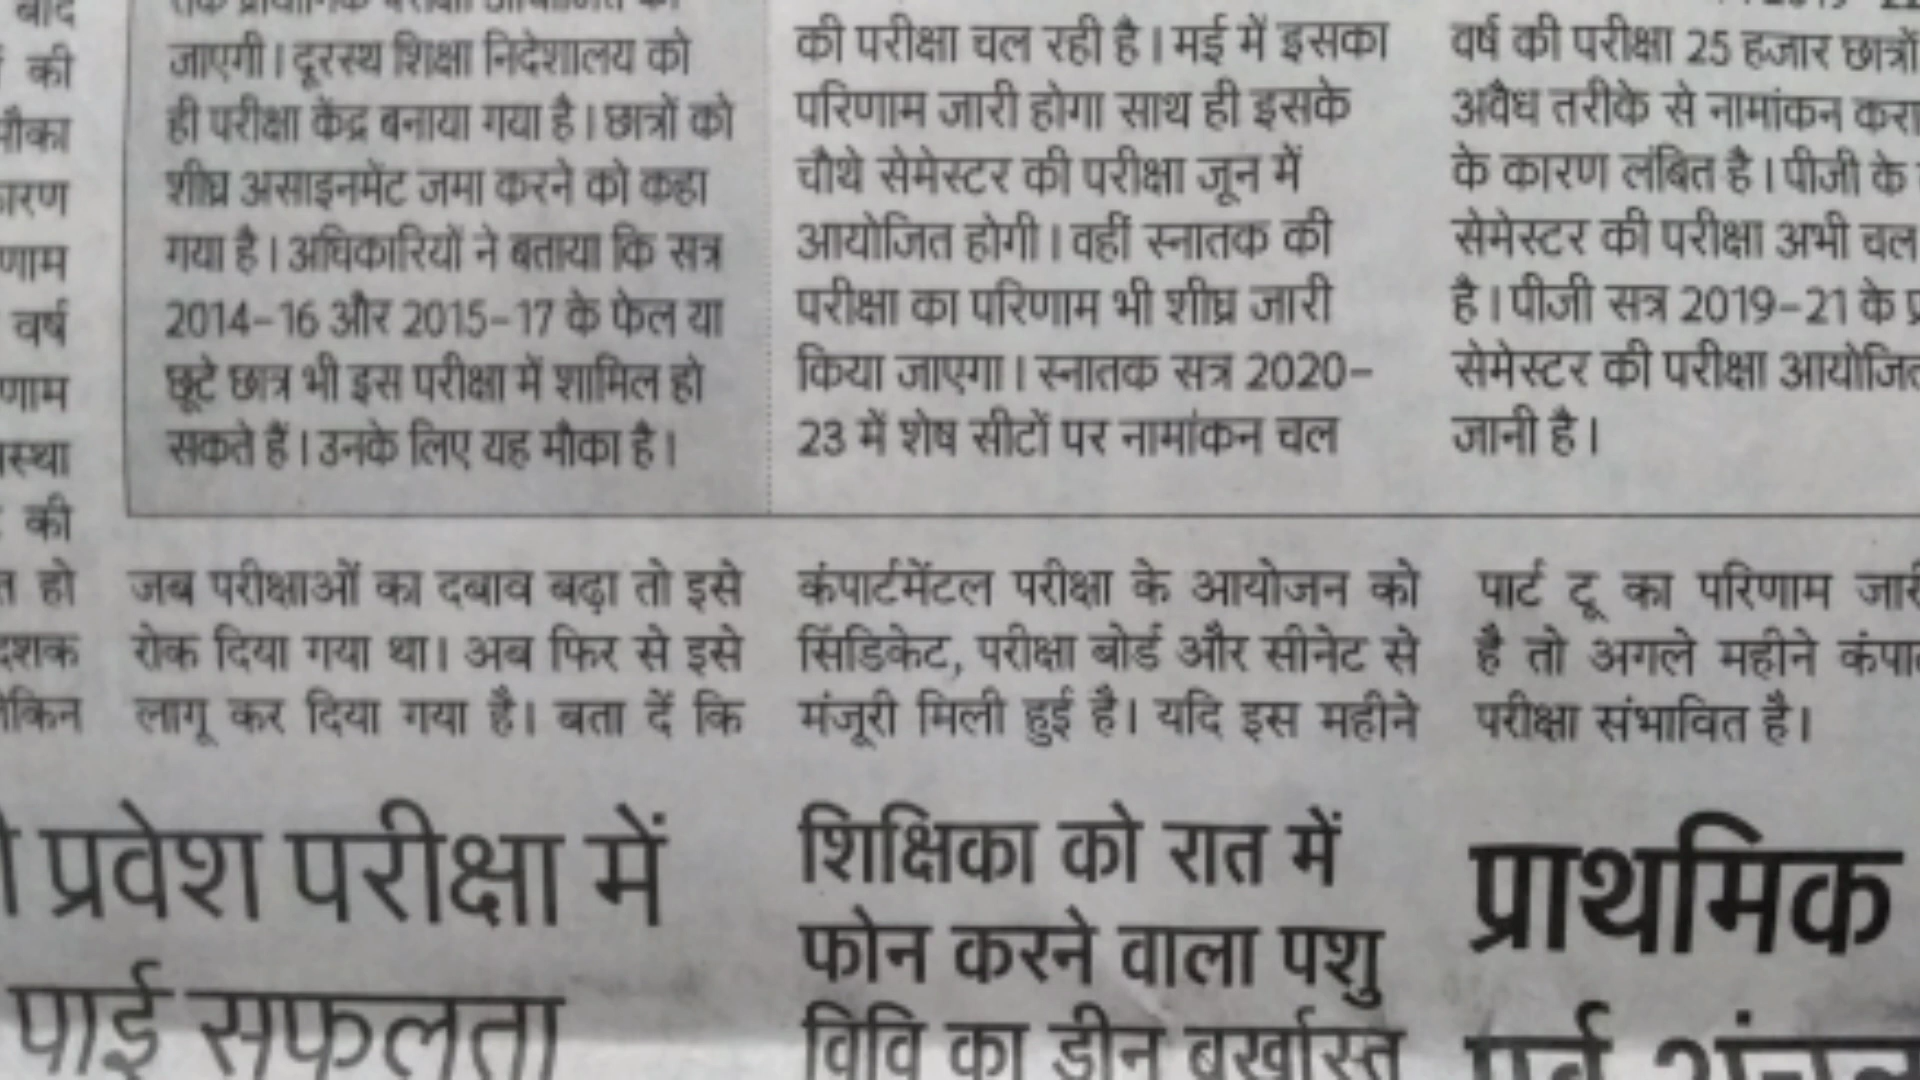 बाद
की
मौका
कारण
वर्ष
की
हो
लेकिन
जाएगी। दूरस्थ शिक्षा निदेशालय को
ही परीक्षा केंद्र बनाया गया है। छात्रों को
शीघ्र असाइनमेंट जमा करने को कहा
गया है। अधिकारियों ने बताया कि सत्र
2014-16 और 2015-17 के फेल या
छूटे छात्र भी इस परीक्षा में शामिल हो
सकते हैं। उनके लिए यह मौका है।
की परीक्षा चल रही है। मई में इसका
परिणाम जारी होगा साथ ही इसके
चौथे सेमेस्टर की परीक्षा जून में
आयोजित होगी। वहीं स्नातक की
परीक्षा का परिणाम भी शीघ्र जारी
किया जाएगा। स्नातक सत्र 2020-
23 में शेष सीटों पर नामांकन चल
वर्ष की परीक्षा 25 हजार छात्रों
अवैध तरीके से नामांकन करा
के कारण लंबित है। पीजी के
सेमेस्टर की परीक्षा अभी चल
है। पीजी सत्र 2019-21 के
सेमेस्टर की परीक्षा आयोजित
जानी है।
जब परीक्षाओं का दबाव बढ़ा तो इसे
रोक दिया गया था। अब फिर से इसे
लागू कर दिया गया है। बता दें कि
कंपार्टमेंटल परीक्षा के आयोजन को
सिंडिकेट, परीक्षा बोर्ड और सीनेट से
मंजूरी मिली हुई है। यदि इस महीने
पार्ट टू का परिणाम जारी
है तो अगले महीने
परीक्षा संभावित है।
प्रवेश परीक्षा में
पाई सफलता
शिक्षिका को रात में
फोन करने वाला पशु
विवि का डीन बर्खास्त
प्राथमिक